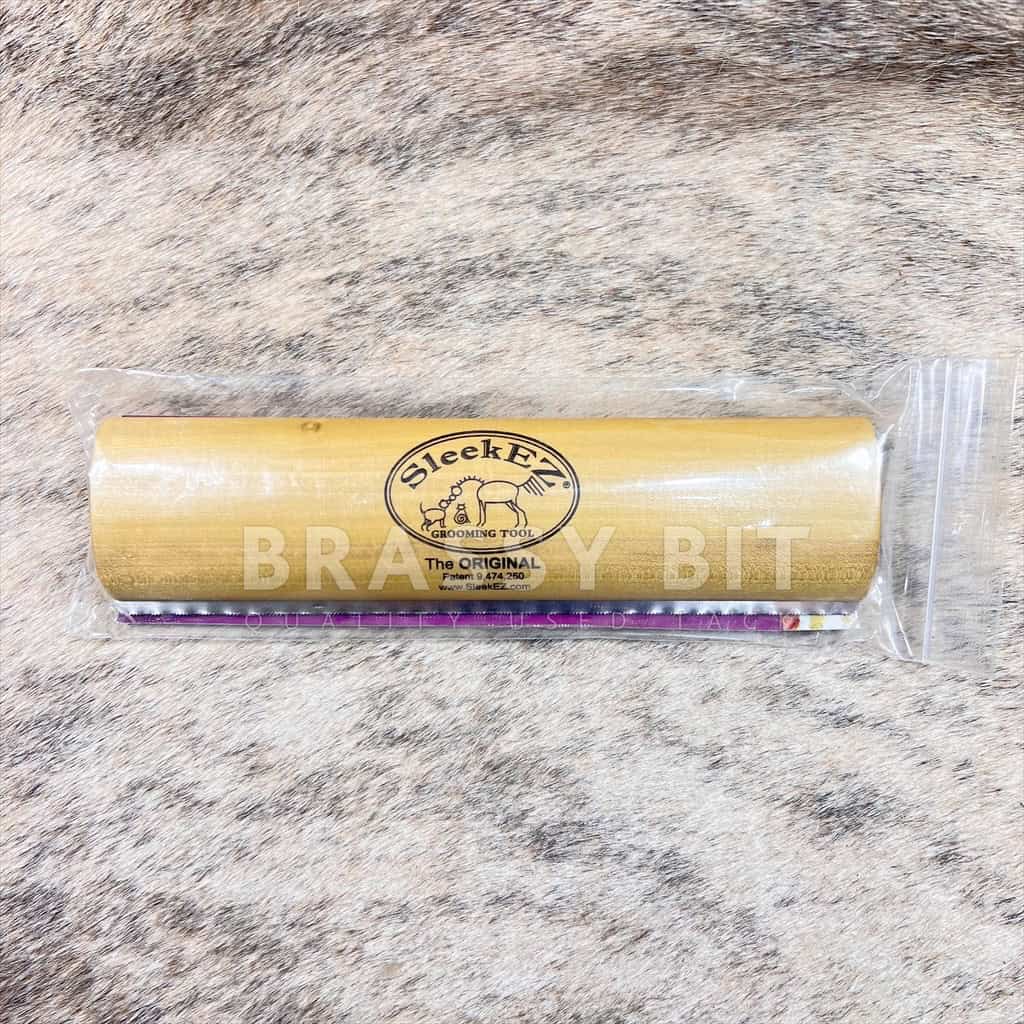 SleekEZ®
GROOMING TOOL
The ORIGINAL
Patent 9,474,250
www.SleekEZ.com
BRASSY BIT
QUALITY USED TACK